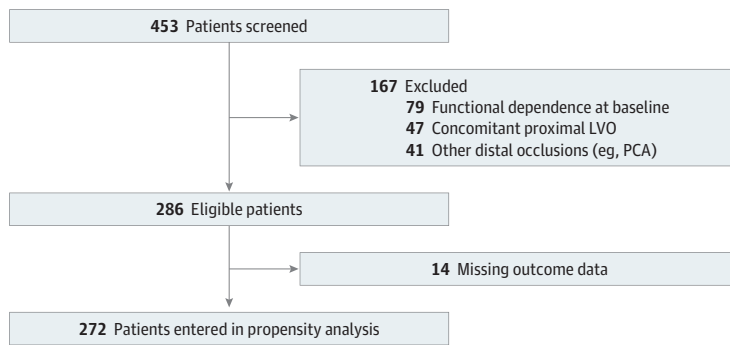 453 Patients screened
167 Excluded
79 Functional dependence at baseline
47 Concomitant proximal LVO
41 Other distal occlusions (eg, PCA)
286 Eligible patients
14 Missing outcome data
272 Patients entered in propensity analysis